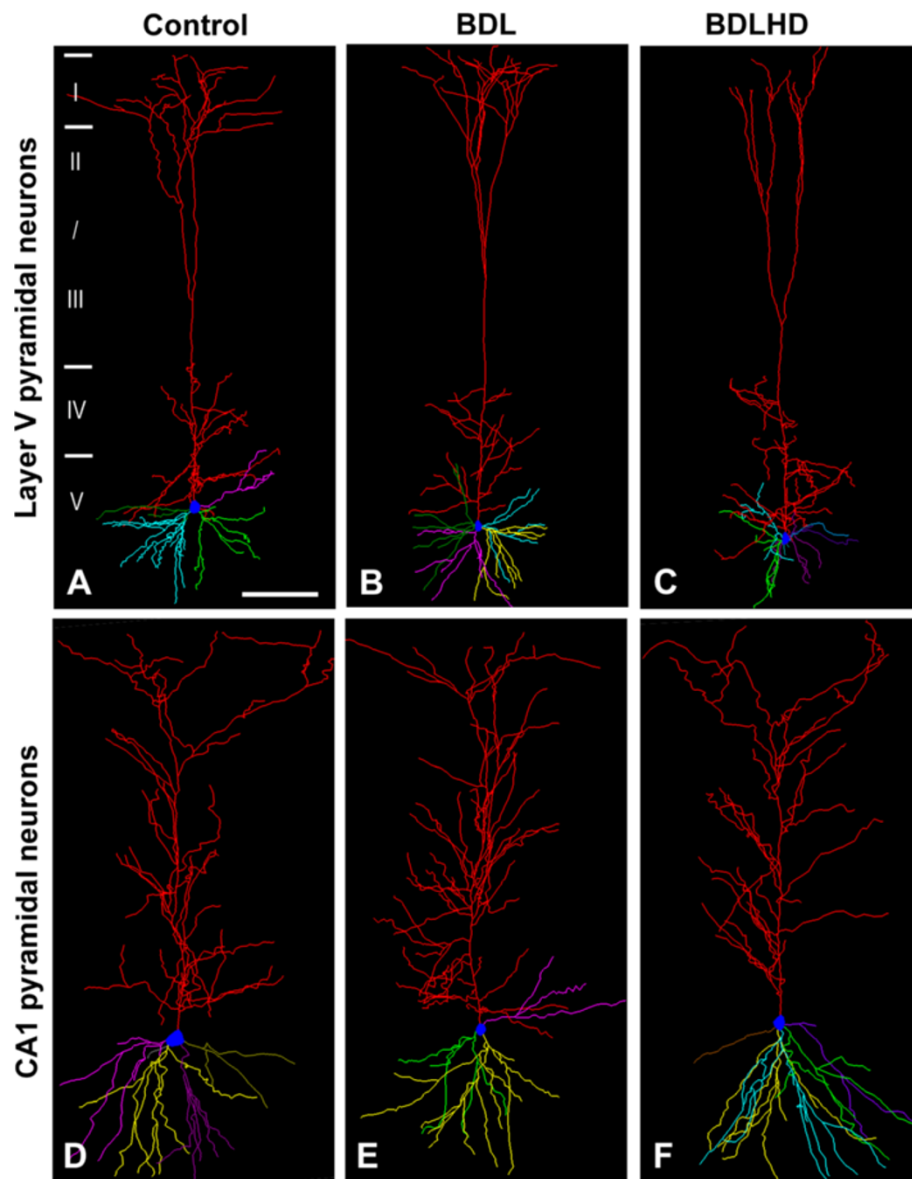 Control
BDL
BDLHD
Layer V pyramidal neurons
I
II
/
III
IV
V
A
B
C
CA1 pyramidal neurons
D
E
F